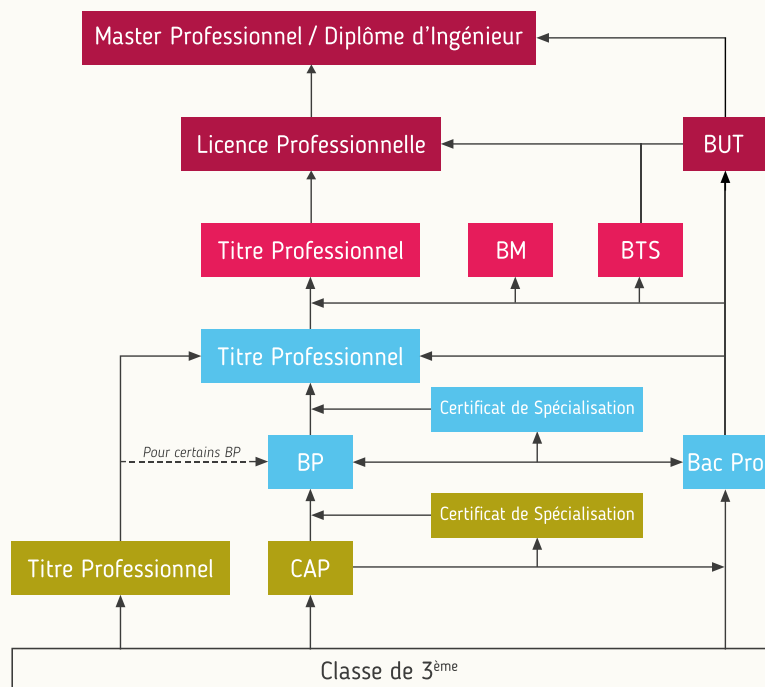 Master Professionnel / Diplôme d'Ingénieur
Licence Professionnelle
BUT
Titre Professionnel
BM
BTS
Titre Professionnel
Certificat de Spécialisation
Pour certains BP
BP
Bac Pro
Certificat de Spécialisation
Titre Professionnel
CAP
Classe de 3ème